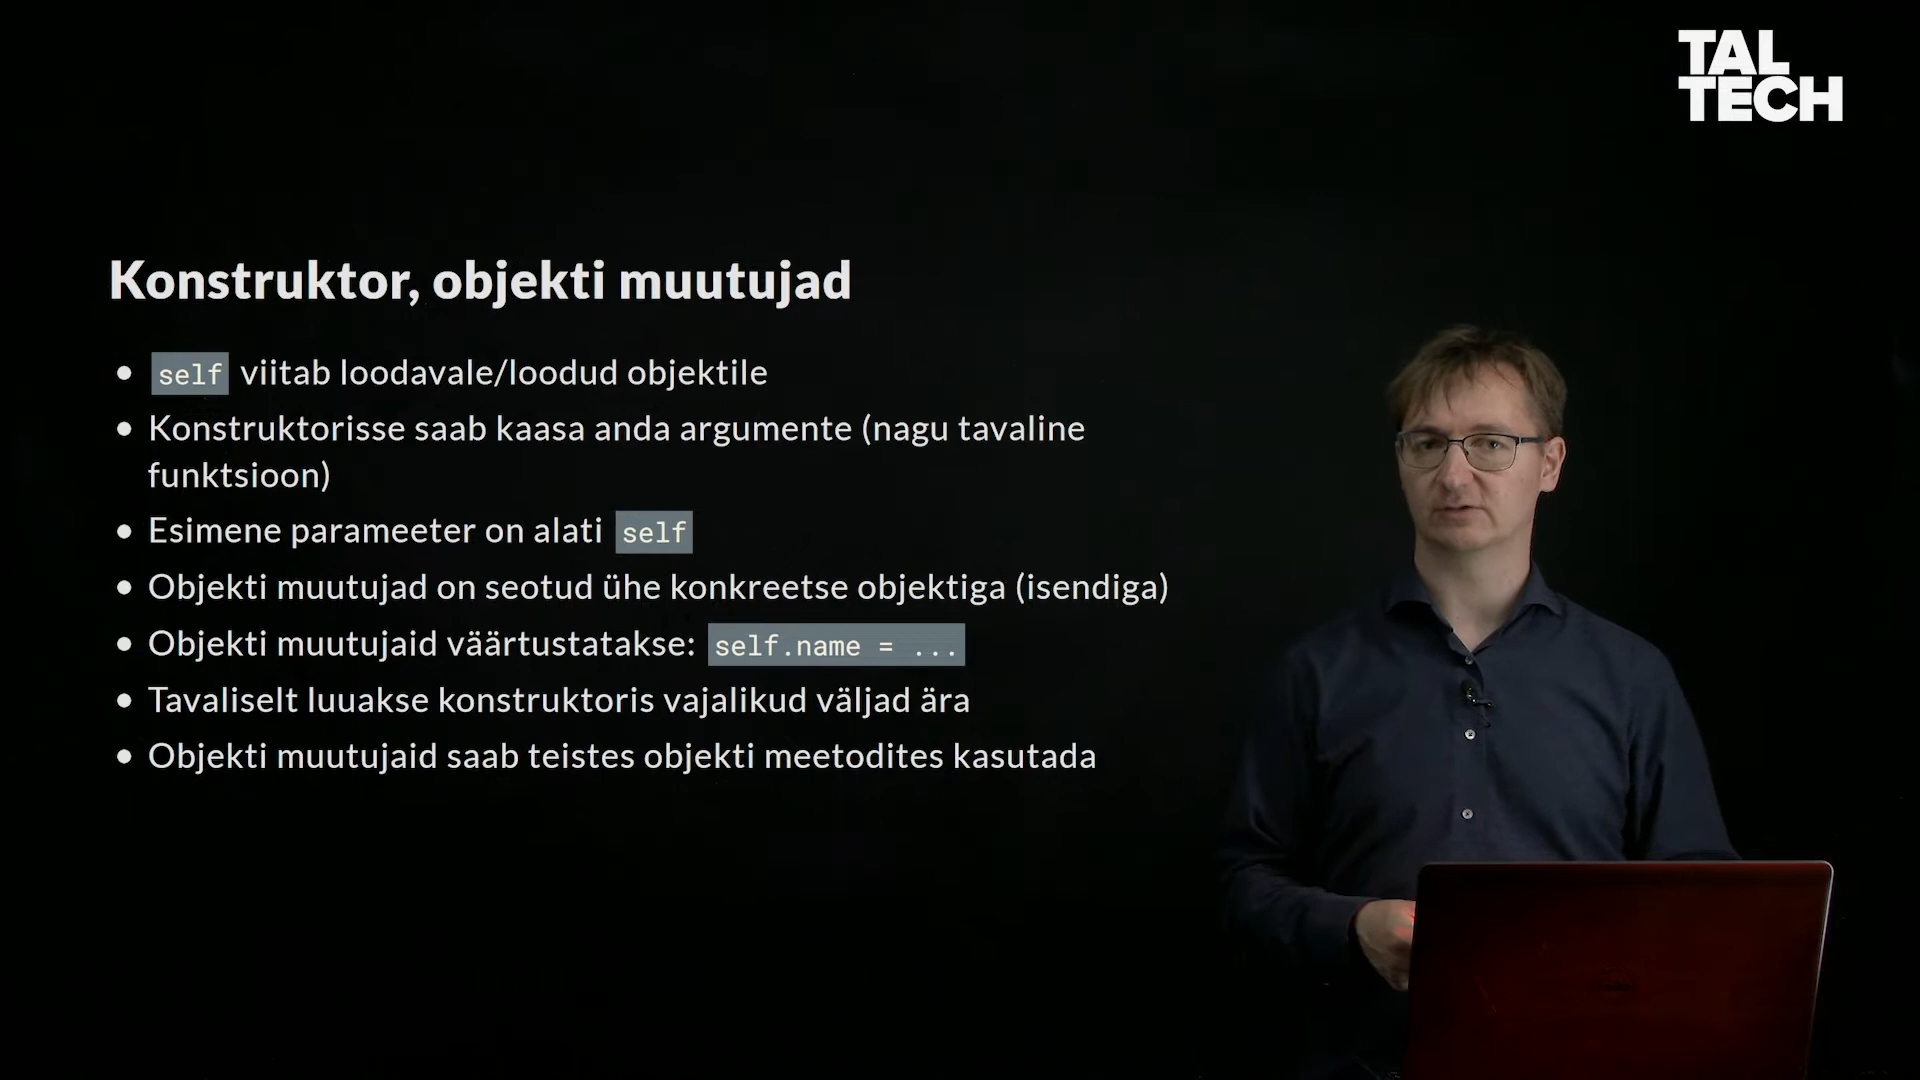 TAL
TECH
Konstruktor, objekti muutujad
self viitab loodavale/loodud objektile
Konstruktorisse saab kaasa anda argumente (nagu tavaline
funktsioon)
Esimene parameeter on alati self
Objekti muutujad on seotud ühe konkreetse objektiga (isendiga)
Objekti muutujaid väärtustatakse: self.name = ...
Tavaliselt luuakse konstruktoris vajalikud väljad ära
Objekti muutujaid saab teistes objekti meetodites kasutada